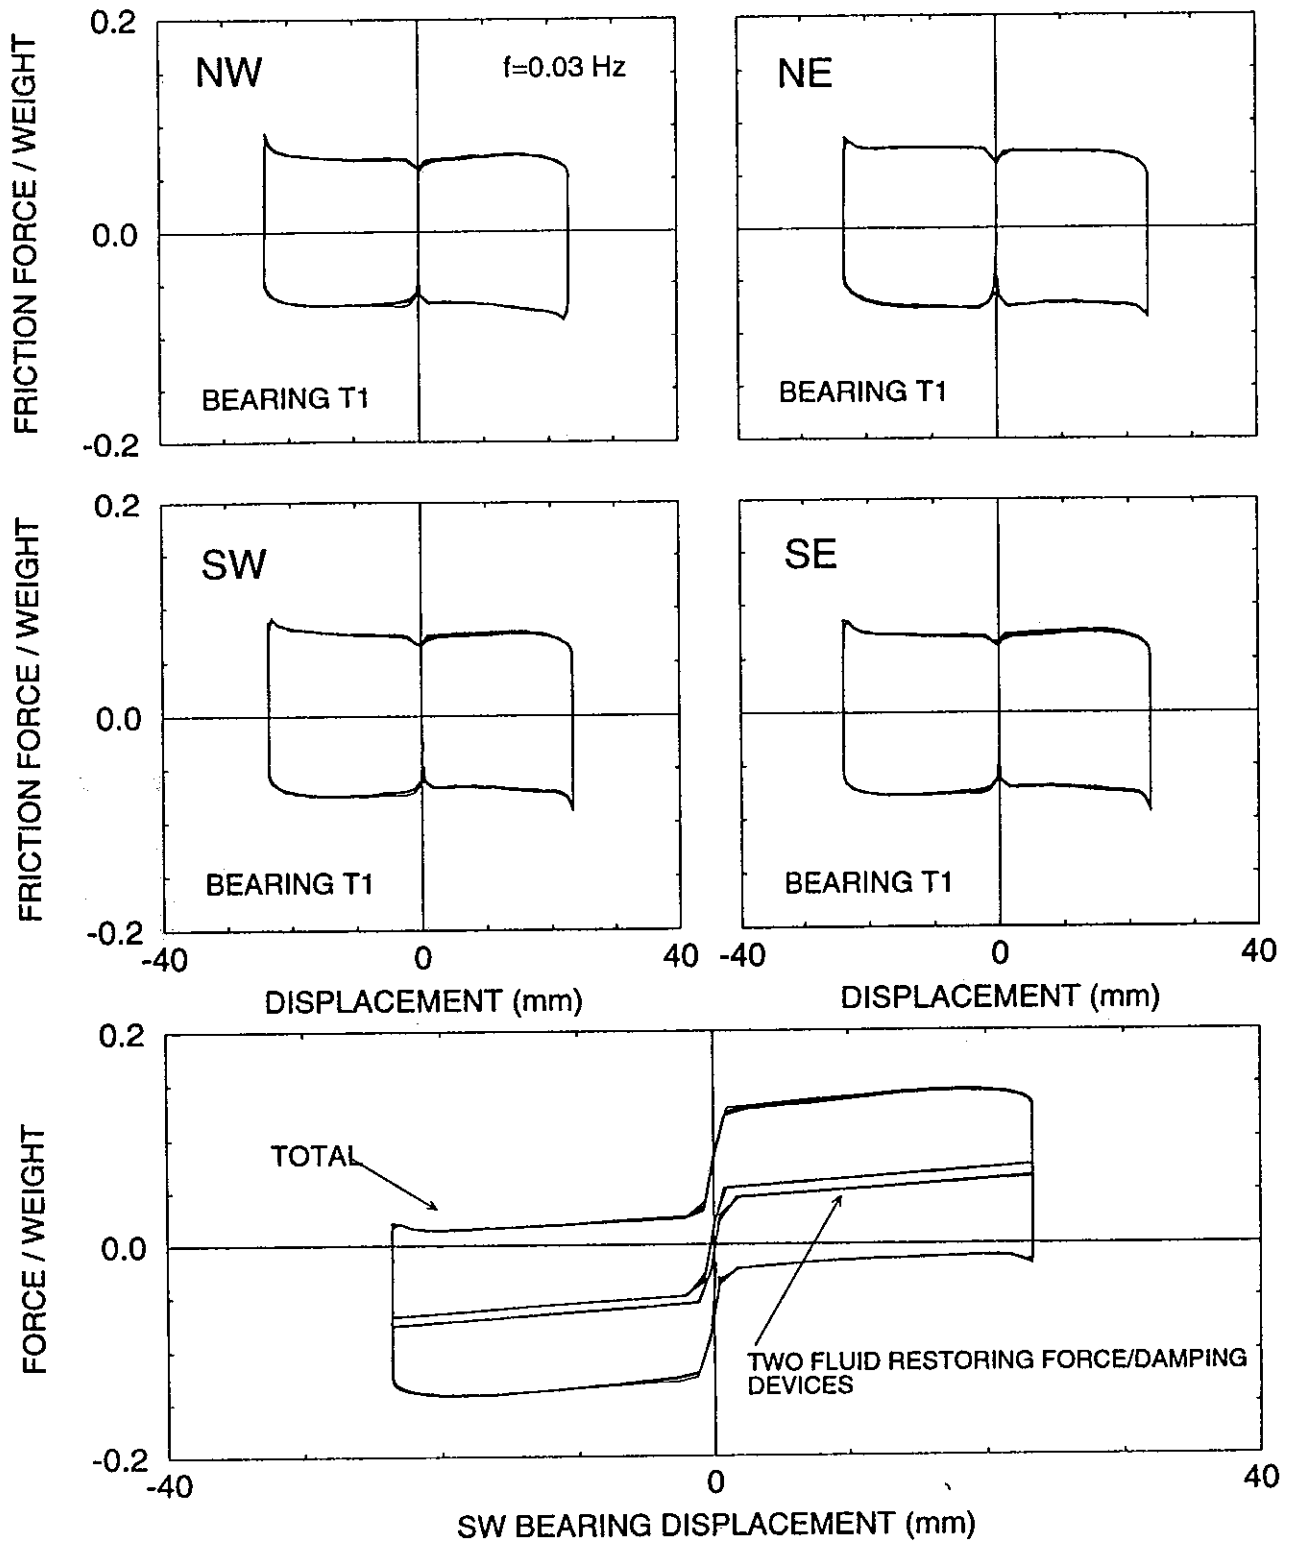 0.2
NW
f=0.03 Hz
NE
FRICTION FORCE / WEIGHT
0.0
BEARING T1
BEARING T1
-0.2
0.2
SW
SE
FRICTION FORCE / WEIGHT
0.0
BEARING T1
BEARING T1
-0.2
-40
0
40
-40
0
40
DISPLACEMENT (mm)
DISPLACEMENT (mm)
0.2
TOTAL
FORCE / WEIGHT
0.0
TWO FLUID RESTORING FORCE/DAMPING
DEVICES
-0.2
-40
0
40
SW BEARING DISPLACEMENT (mm)